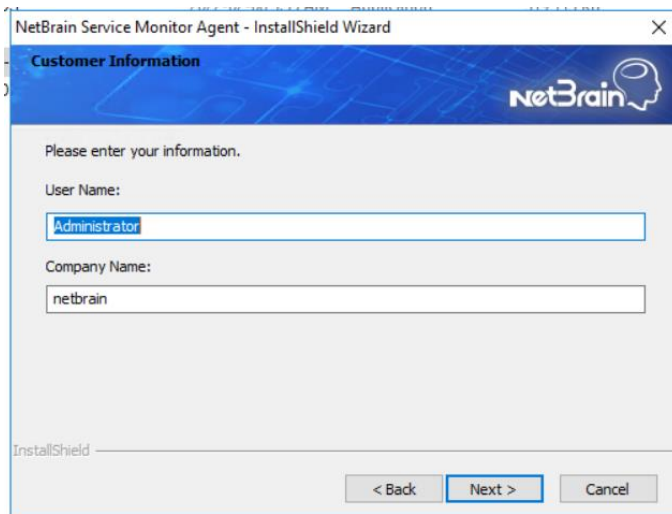 NetBrain Service Monitor Agent - InstallShield Wizard
Customer Information
NetBrain
Please enter your information.
User Name:
Administrator
Company Name:
netbrain
InstallShield
< Back
Next >
Cancel